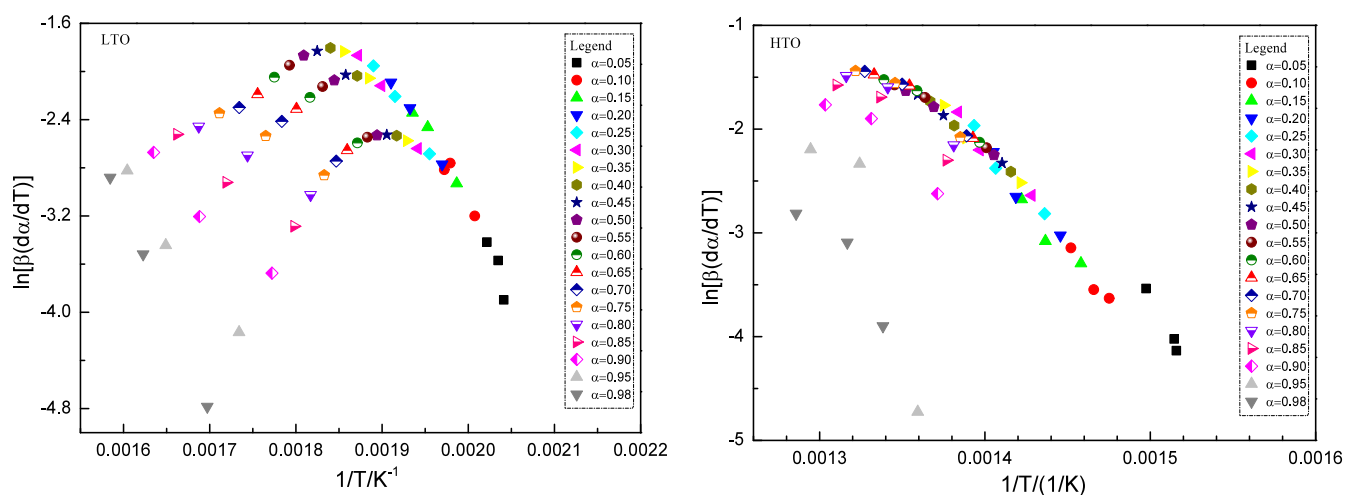 -1.6
-2.4
-3.2
-4.0
-4.8
ln[β(dα/dT)]
LTO
Legend
α=0.05
α=0.10
α=0.15
α=0.20
α=0.25
α=0.30
α=0.35
α=0.40
α=0.45
α=0.50
α=0.55
α=0.60
α=0.65
α=0.70
α=0.75
α=0.80
α=0.85
α=0.90
α=0.95
α=0.98
0.0016 0.0017 0.0018 0.0019 0.0020 0.0021 0.0022
1/T/K⁻¹
-1
-2
-3
-4
-5
ln[β(dα/dT)]
HTO
Legend
α=0.05
α=0.10
α=0.15
α=0.20
α=0.25
α=0.30
α=0.35
α=0.40
α=0.45
α=0.50
α=0.55
α=0.60
α=0.65
α=0.70
α=0.75
α=0.80
α=0.85
α=0.90
α=0.95
α=0.98
0.0013 0.0014 0.0015 0.0016
1/T/(1/K)